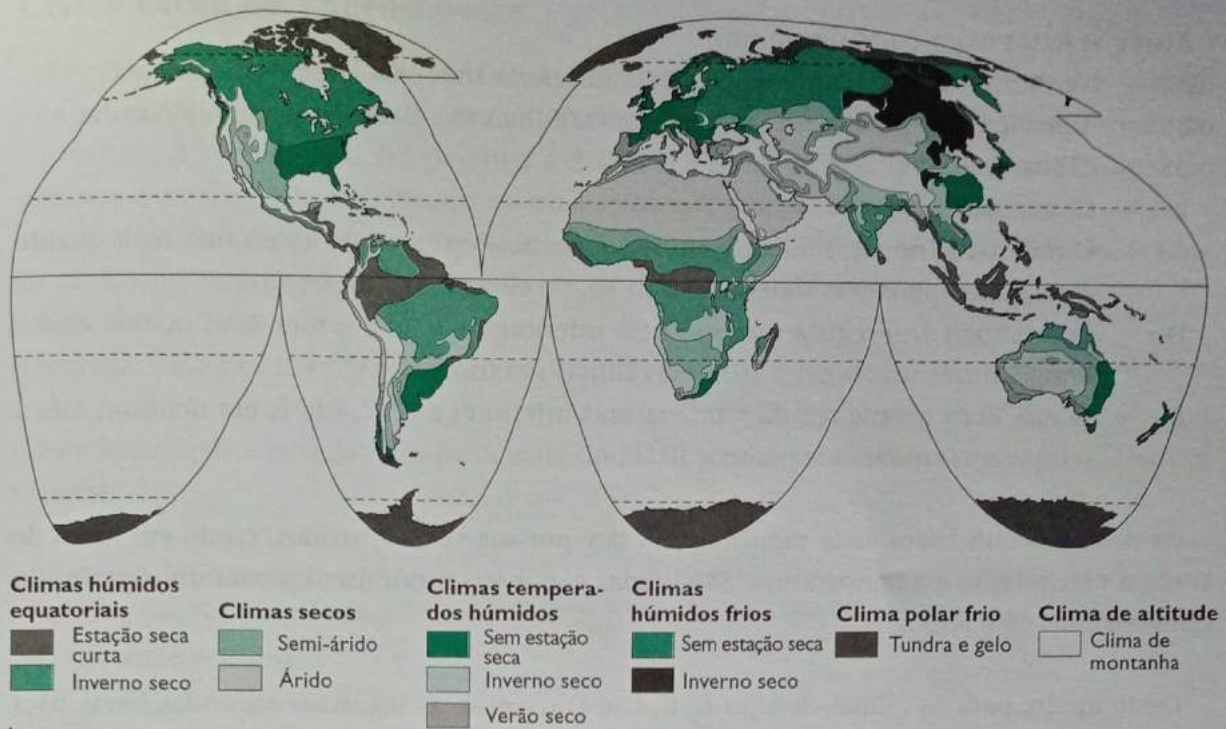 Climas húmidos
equatoriais
Estação seca
curta
Inverno seco
Climas secos
Semi-árido
Árido
Climas tempera-
dos húmidos
Sem estação
seca
Inverno seco
Verão seco
Climas
húmidos frios
Sem estação seca
Inverno seco
Clima polar frio
Tundra e gelo
Clima de altitude
Clima de
montanha